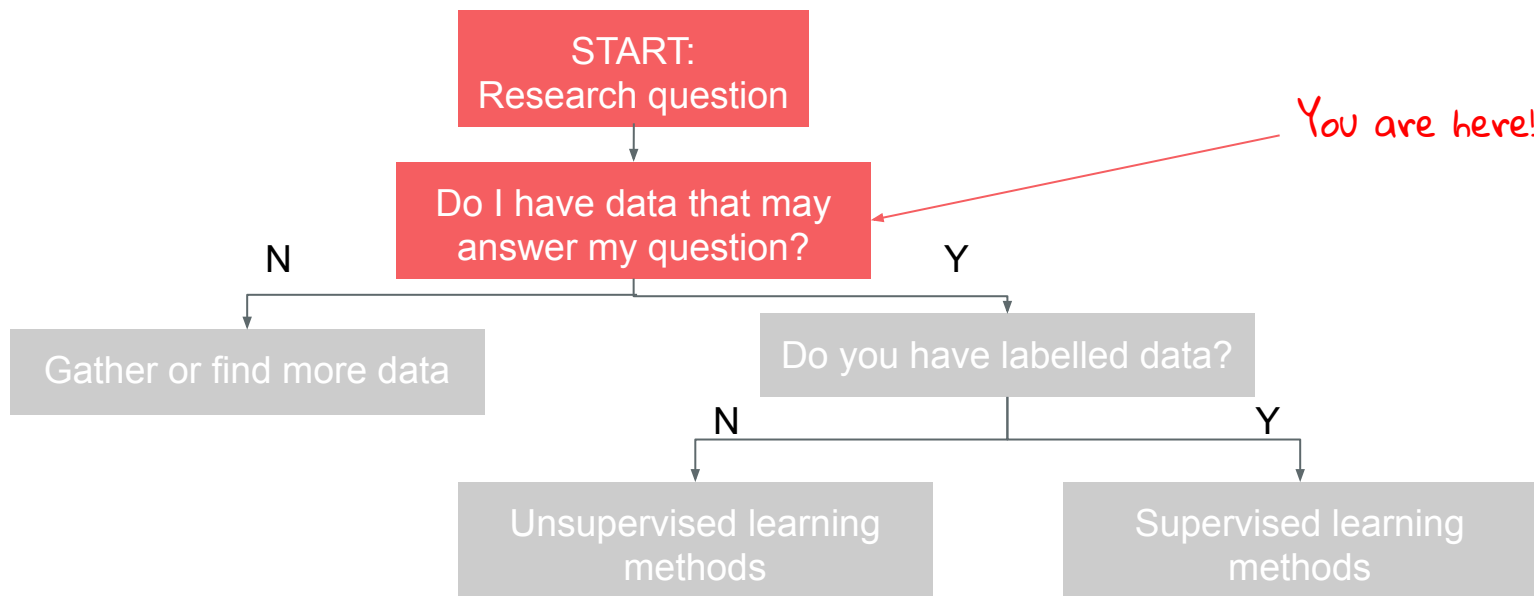 START:
Research question
You are here!
Do I have data that may
answer my question?
N
Y
Gather or find more data
Do you have labelled data?
N
Y
Unsupervised learning
methods
Supervised learning
methods